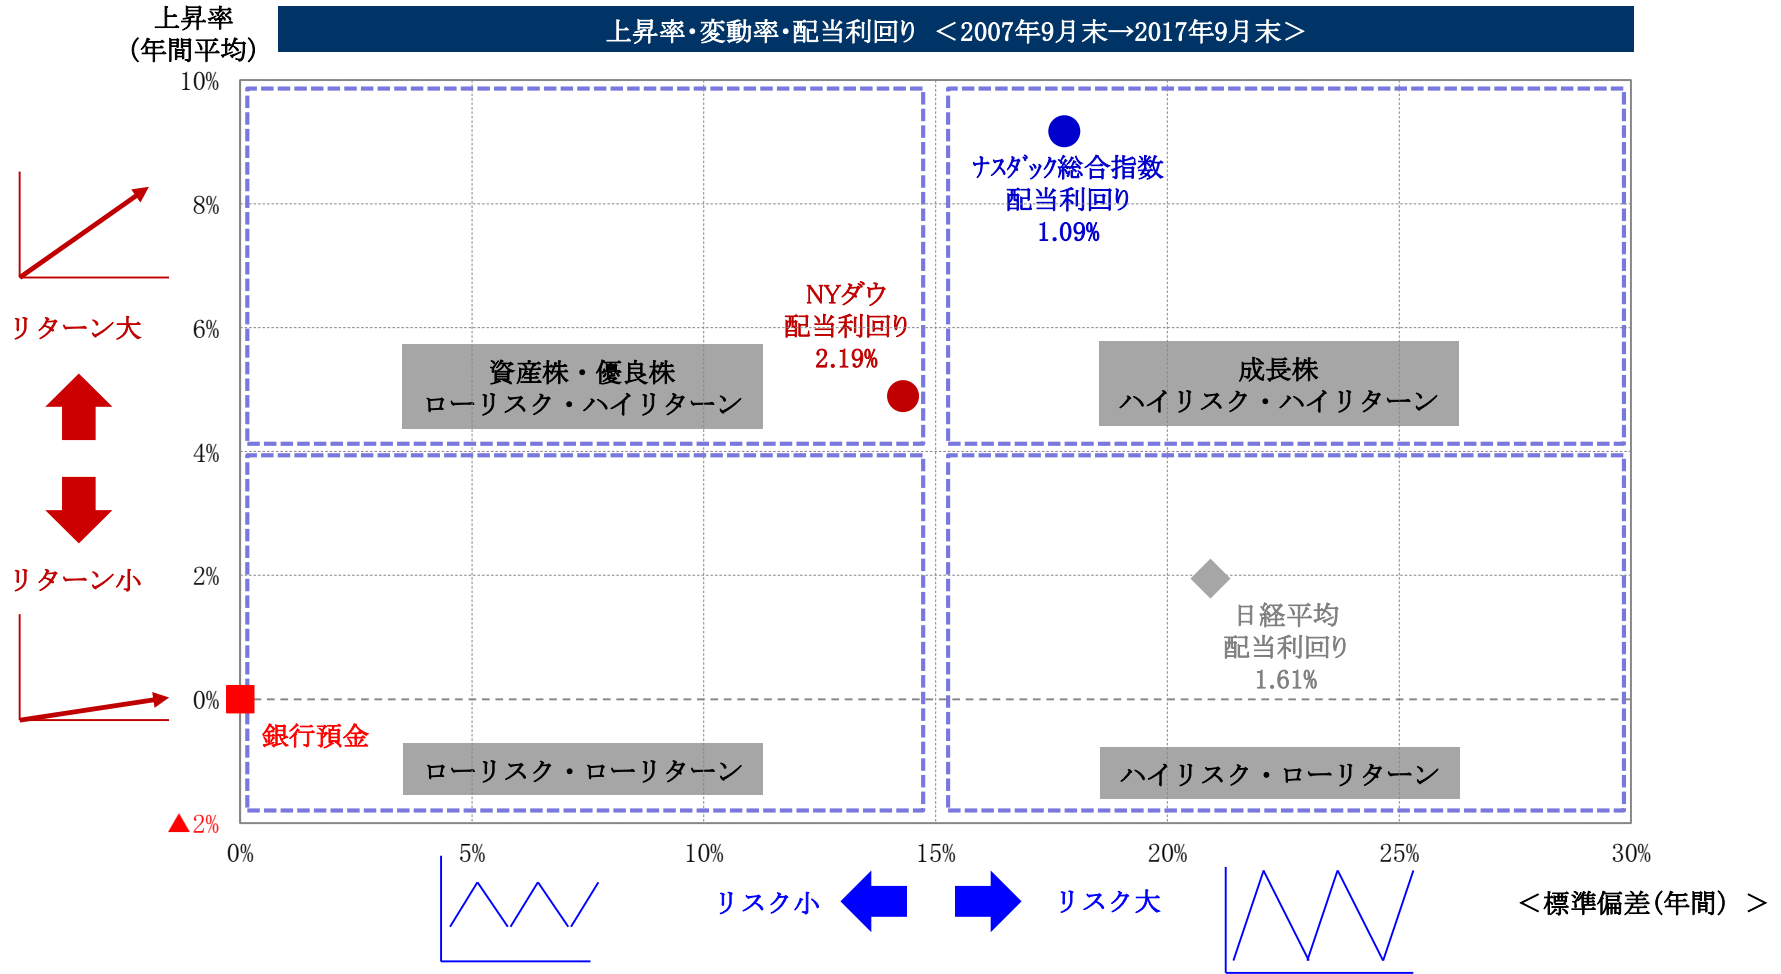 上昇率
(年間平均)
上昇率・変動率・配当利回り ＜2007年9月末→2017年9月末＞
10%
8%
6%
4%
2%
0%
▲2%
リターン大
リターン小
ﾅｽﾀﾞｯｸ総合指数
配当利回り
1.09%
NYダウ
配当利回り
2.19%
資産株・優良株
ローリスク・ハイリターン
成長株
ハイリスク・ハイリターン
日経平均
配当利回り
1.61%
銀行預金
ローリスク・ローリターン
ハイリスク・ローリターン
0%
5%
10%
15%
20%
25%
30%
リスク小
リスク大
＜標準偏差(年間) ＞